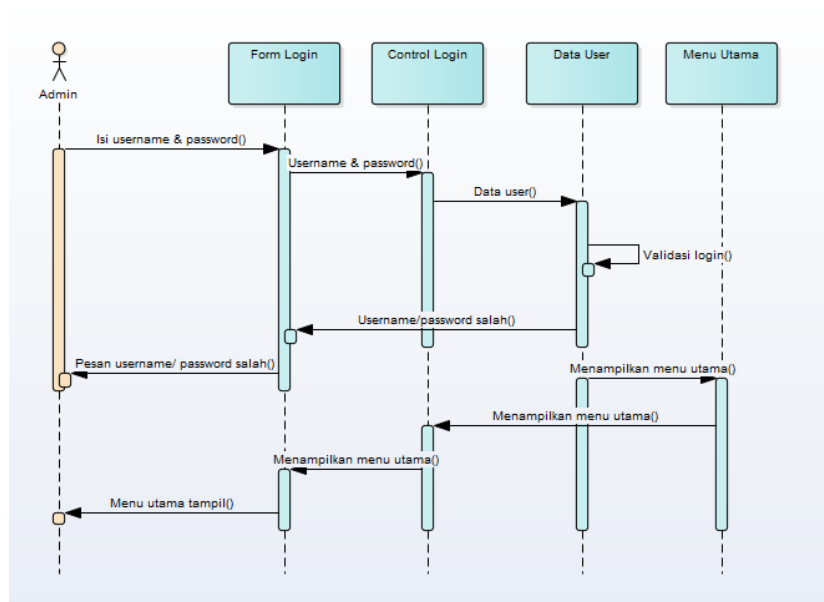 Form Login
Control Login
Data User
Menu Utama
Admin
Isi username & password()
Username & password()
Data user()
Validasi login()
Username/password salah()
Pesan username/ password salah()
Menampilkan menu utama()
Menampilkan menu utama()
Menampilkan menu utama()
Menu utama tampil()